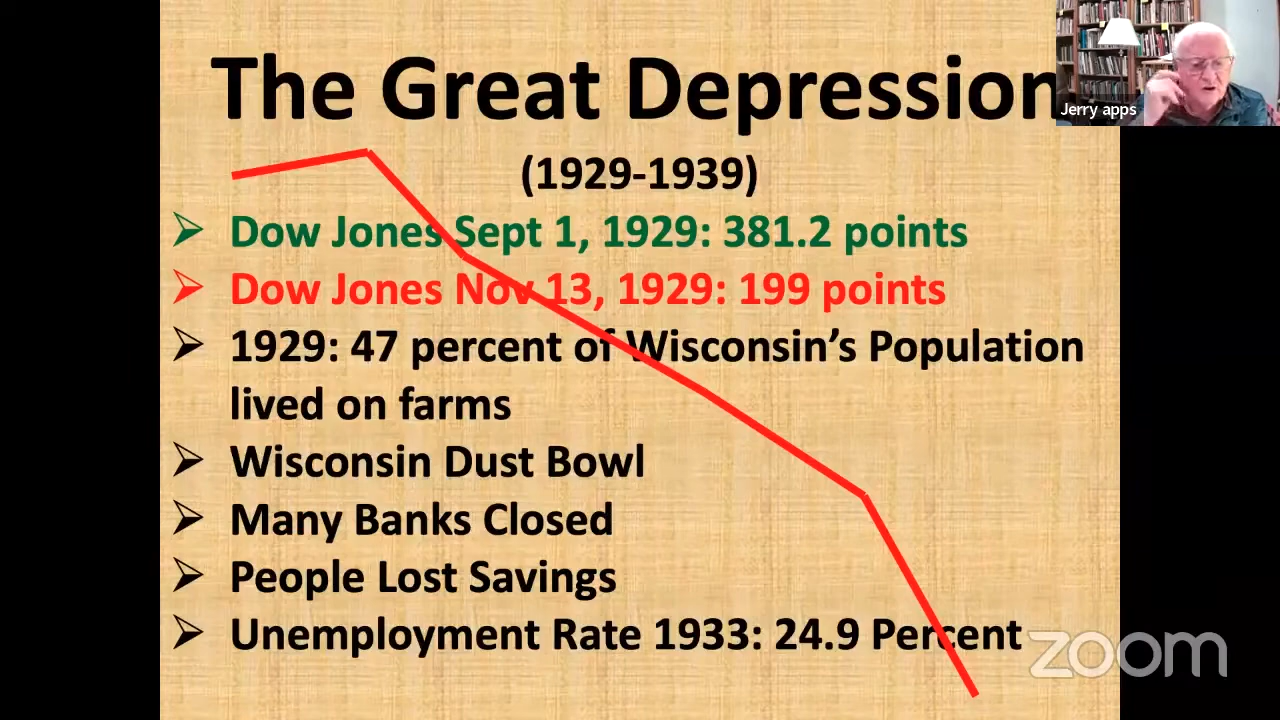 The Great Depression
Jerry apps
(1929-1939)
Dow Jones Sept 1, 1929: 381.2 points
Dow Jones Nov 13, 1929: 199 points
1929: 47 percent of Wisconsin’s Population
lived on farms
Wisconsin Dust Bowl
Many Banks Closed
People Lost Savings
Unemployment Rate 1933: 24.9 Percent
zoom